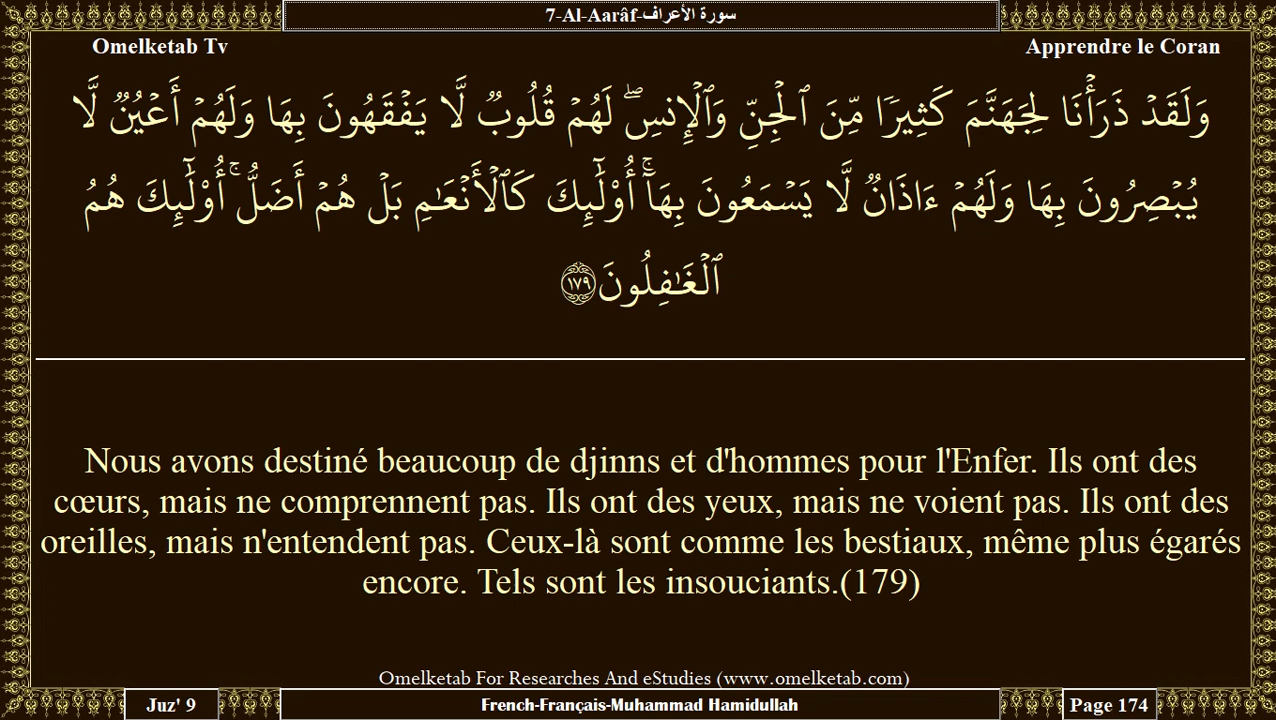 7-Al-Aarâf-سورة الأعراف
Omelketab Tv
Apprendre le Coran
وَلَقَدۡ ذَرَأۡنَا لِجَهَنَّمَ كَثِيرٗا مِّنَ ٱلۡجِنِّ وَٱلۡإِنسِۖ لَهُمۡ قُلُوبٞ لَّا يَفۡقَهُونَ بِهَا وَلَهُمۡ أَعۡيُنٞ لَّا
يُبۡصِرُونَ بِهَا وَلَهُمۡ ءَاذَانٞ لَّا يَسۡمَعُونَ بِهَآۚ أُوْلَٰٓئِكَ كَٱلۡأَنۡعَٰمِ بَلۡ هُمۡ أَضَلُّۚ أُوْلَٰٓئِكَ هُمُ
ٱلۡغَٰفِلُونَ ١٧٩
Nous avons destiné beaucoup de djinns et d'hommes pour l'Enfer. Ils ont des
cœurs, mais ne comprennent pas. Ils ont des yeux, mais ne voient pas. Ils ont des
oreilles, mais n'entendent pas. Ceux-là sont comme les bestiaux, même plus égarés
encore. Tels sont les insouciants.(179)
Omelketab For Researches And eStudies (www.omelketab.com)
Juz' 9
French-Français-Muhammad Hamidullah
Page 174